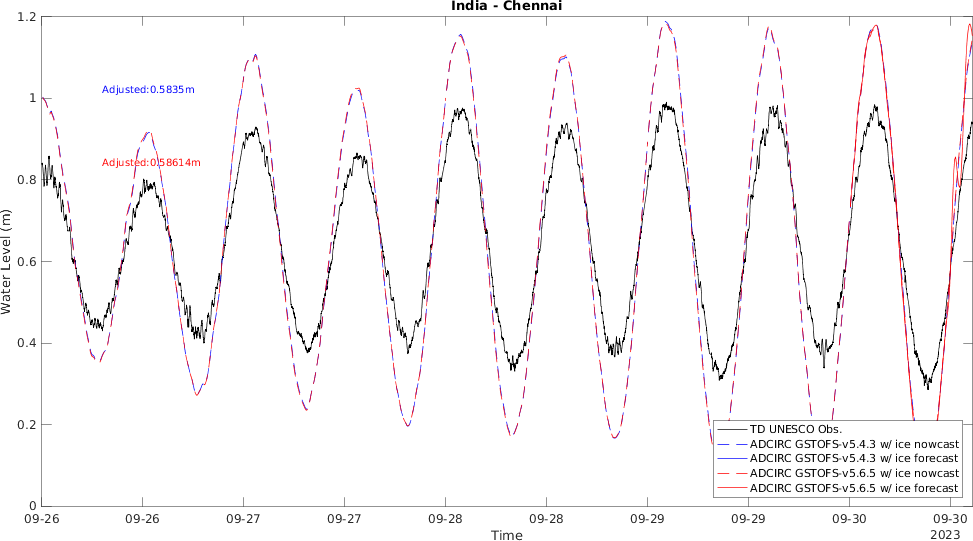 India - Chennai
1.2
1
0.8
0.6
0.4
0.2
0
Water Level (m)
Adjusted:0.5835m
Adjusted:0.58614m
TD UNESCO Obs.
ADCIRC GSTOFS-v5.4.3 w/ ice nowcast
ADCIRC GSTOFS-v5.4.3 w/ ice forecast
ADCIRC GSTOFS-v5.6.5 w/ ice nowcast
ADCIRC GSTOFS-v5.6.5 w/ ice forecast
09-26 09-26 09-27 09-27 09-28 09-28 09-29 09-29 09-30 09-30
2023
Time